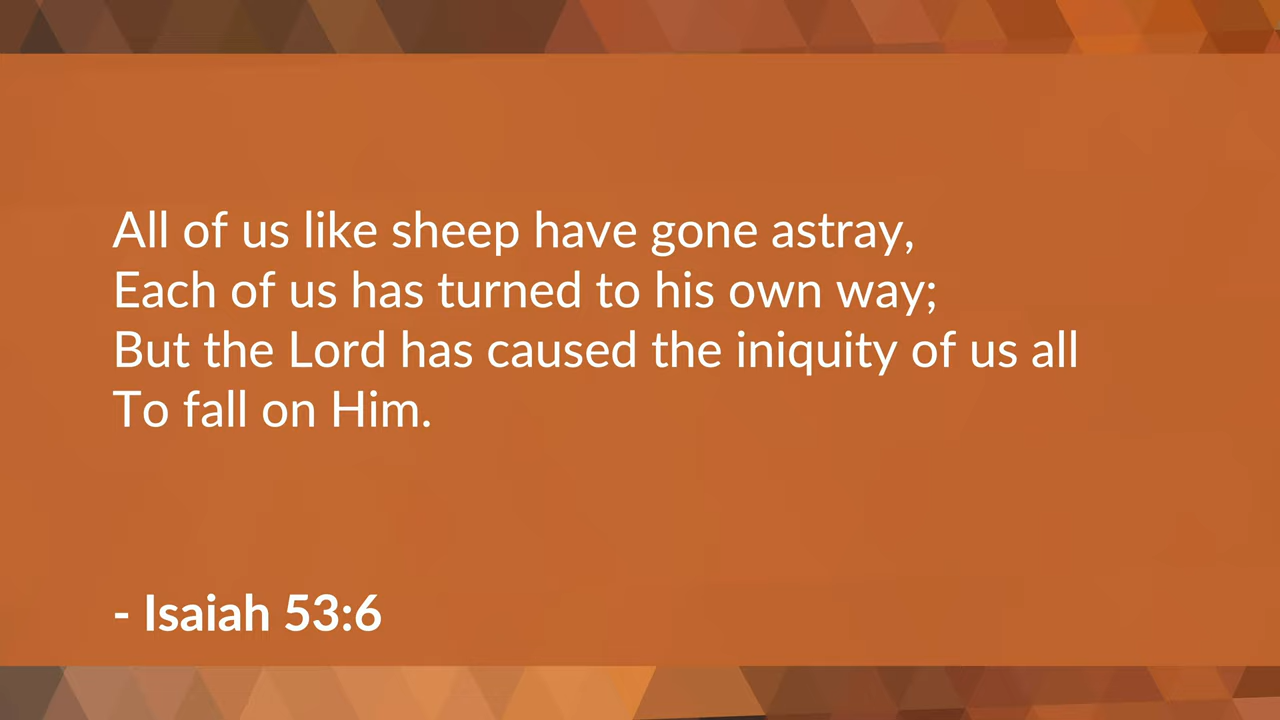 All of us like sheep have gone astray,
Each of us has turned to his own way;
But the Lord has caused the iniquity of us all
To fall on Him.
- Isaiah 53:6